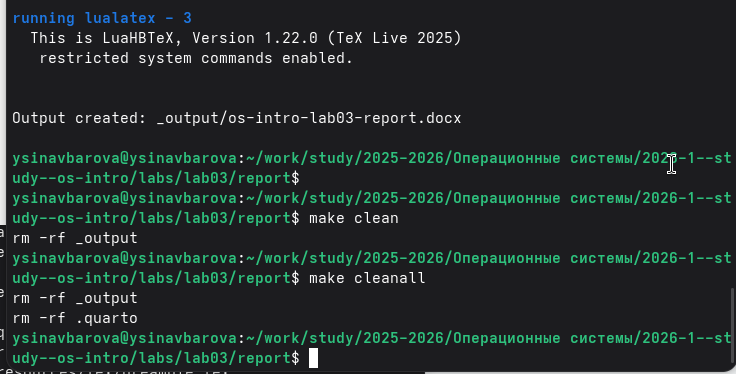 running lualatex - 3
This is LuaHBTeX, Version 1.22.0 (TeX Live 2025)
restricted system commands enabled.
Output created: _output/os-intro-lab03-report.docx
ysinavbarova@ysinavbarova:~/work/study/2025-2026/Операционные системы/2026-1--st
udy--os-intro/labs/lab03/report$
ysinavbarova@ysinavbarova:~/work/study/2025-2026/Операционные системы/2026-1--st
udy--os-intro/labs/lab03/report$ make clean
rm -rf _output
ysinavbarova@ysinavbarova:~/work/study/2025-2026/Операционные системы/2026-1--st
udy--os-intro/labs/lab03/report$ make cleanall
rm -rf _output
rm -rf .quarto
ysinavbarova@ysinavbarova:~/work/study/2025-2026/Операционные системы/2026-1--st
udy--os-intro/labs/lab03/report$